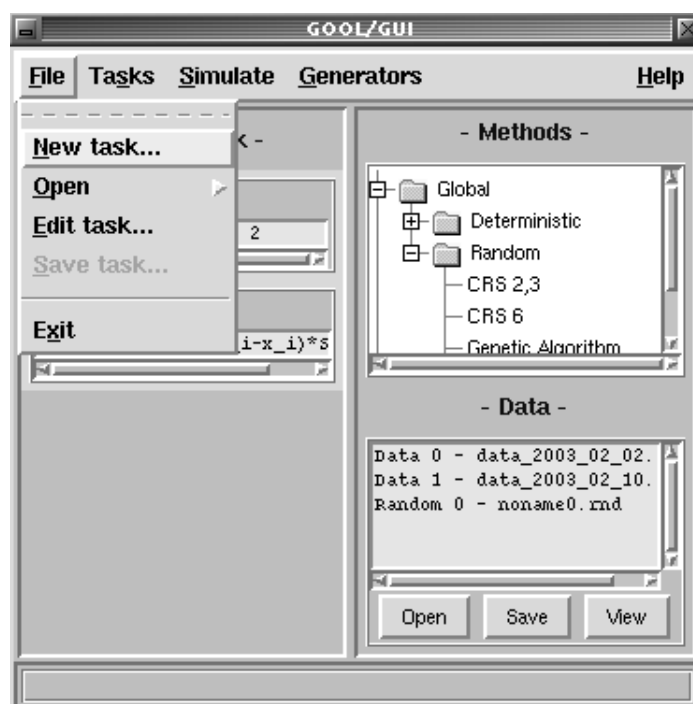 GOOL/GUI
File Tasks Simulate Generators Help
New task...
Open
Edit task...
Save task...
Exit
2
i-x_i)*s
- Methods -
Global
Deterministic
Random
CRS 2,3
CRS 6
Genetic Algorithm
- Data -
Data 0 - data_2003_02_02.
Data 1 - data_2003_02_10.
Random 0 - noname0.rnd
Open Save View